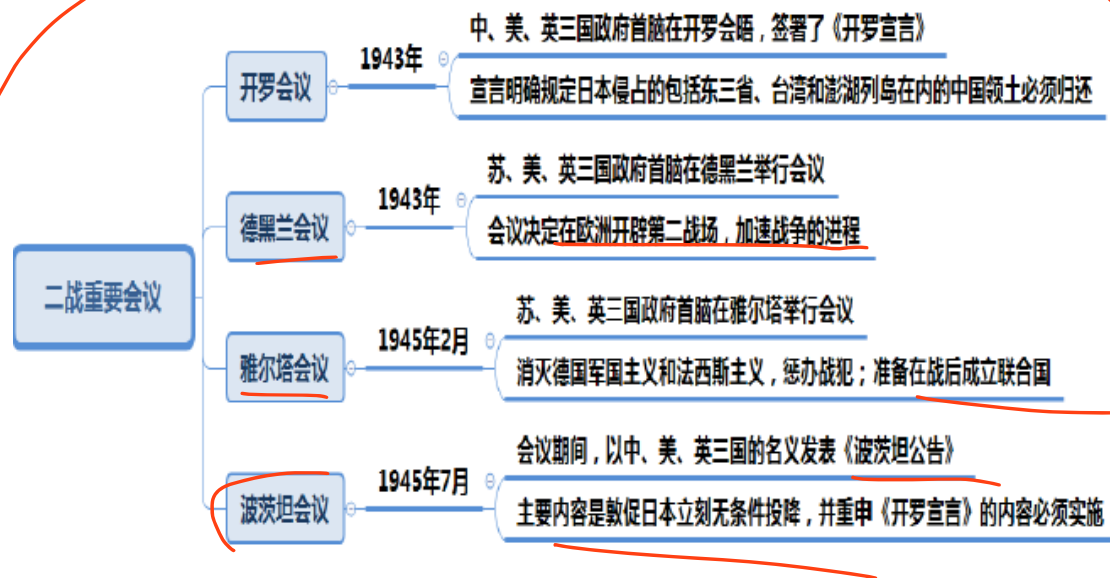 二战重要会议
开罗会议
1943年
中、美、英三国政府首脑在开罗会晤，签署了《开罗宣言》
宣言明确规定日本侵占的包括东三省、台湾和澎湖列岛在内的中国领土必须归还
德黑兰会议
1943年
苏、美、英三国政府首脑在德黑兰举行会议
会议决定在欧洲开辟第二战场，加速战争的进程
雅尔塔会议
1945年2月
苏、美、英三国政府首脑在雅尔塔举行会议
消灭德国军国主义和法西斯主义，惩办战犯；准备在战后成立联合国
波茨坦会议
1945年7月
会议期间，以中、美、英三国的名义发表《波茨坦公告》
主要内容是敦促日本立刻无条件投降，并重申《开罗宣言》的内容必须实施